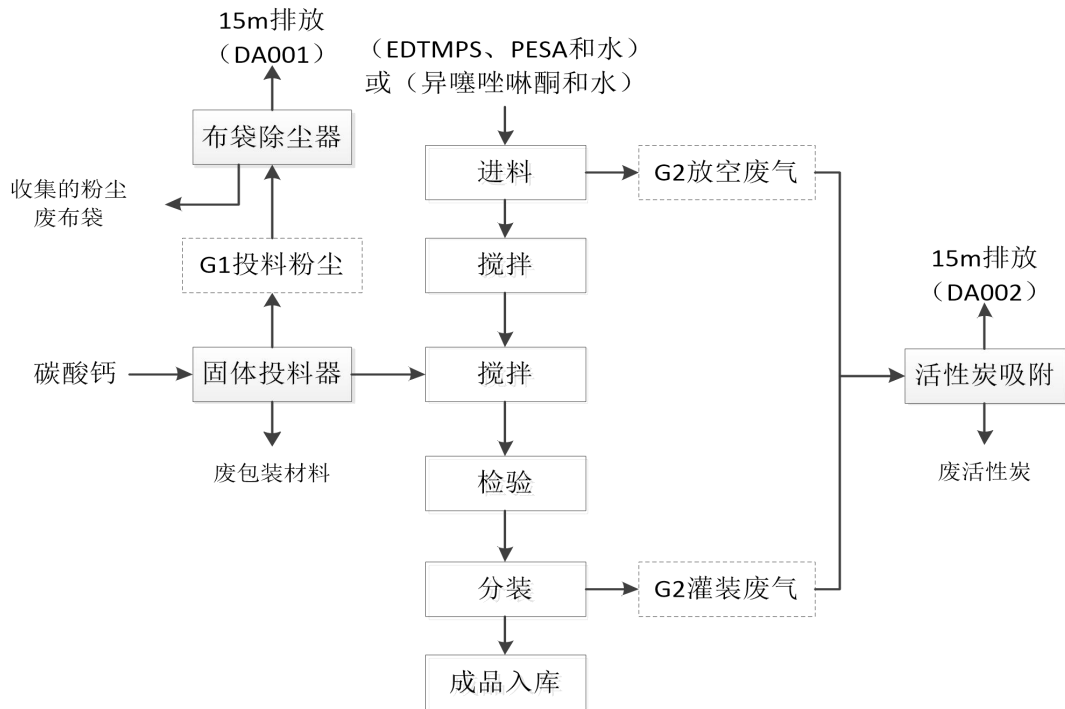 15m排放
（DA001）
（EDTMPS、PESA和水）
或（异噻唑啉酮和水）
布袋除尘器
进料
G2放空废气
收集的粉尘
废布袋
G1投料粉尘
搅拌
15m排放
（DA002）
碳酸钙
固体投料器
搅拌
活性炭吸附
废包装材料
检验
废活性炭
分装
G2灌装废气
成品入库